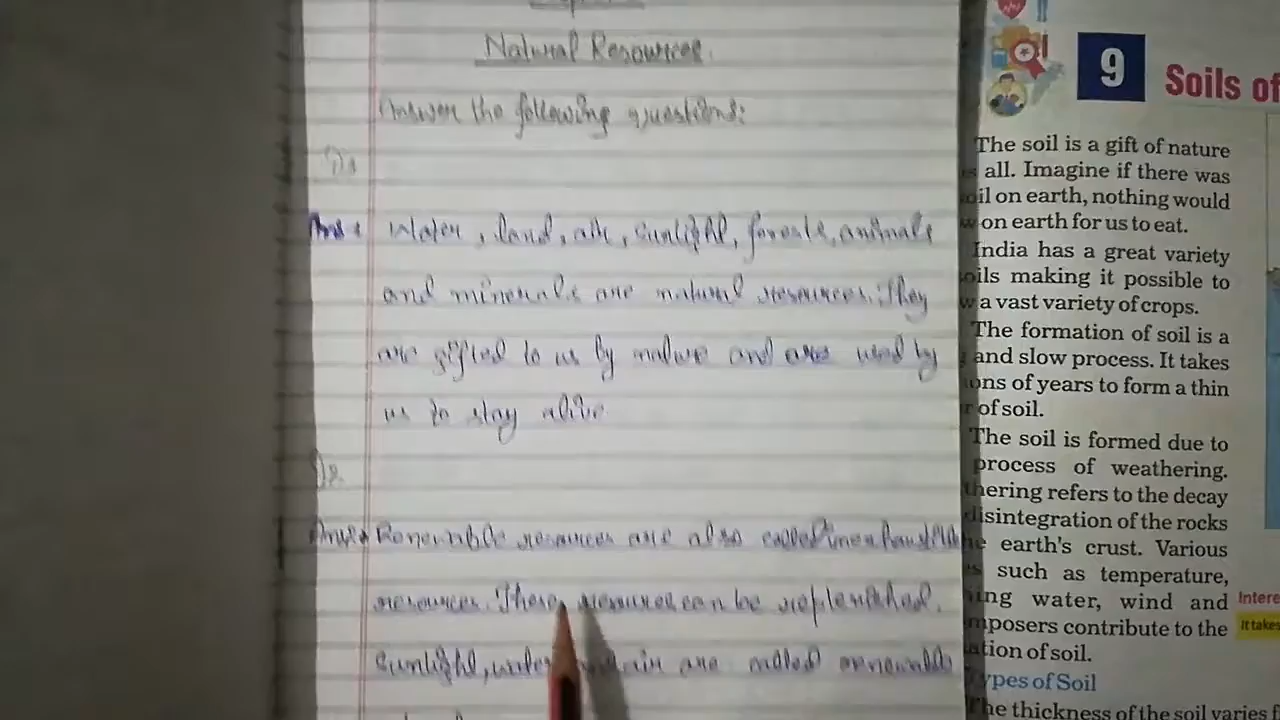 Natural Resources
Answer the following questions:
Q1
Ans: Water, land, air, sunlight, forests, animals
and minerals are natural resources. They
are gifted to us by nature and are used by
us to stay alive.
Q2
Ans: Renewable resources are also called inexhaustible
resources. These resources can be replenished.
Sunlight, water air are called renewable
9
Soils of
The soil is a gift of nature
all. Imagine if there was
oil on earth, nothing would
w on earth for us to eat.
India has a great variety
oils making it possible to
w a vast variety of crops.
The formation of soil is a
and slow process. It takes
ons of years to form a thin
r of soil.
The soil is formed due to
process of weathering.
thering refers to the decay
disintegration of the rocks
he earth's crust. Various
s such as temperature,
ing water, wind and
mposers contribute to the
ation of soil.
ypes of Soil
The thickness of the soil varies f
Intere
It takes